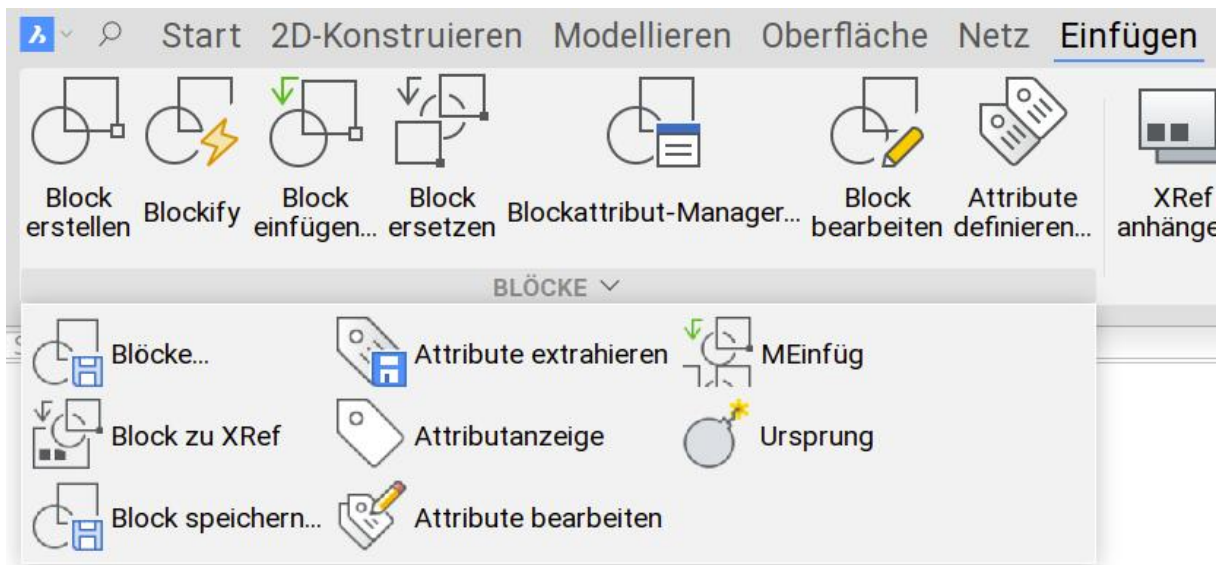 Start 2D-Konstruieren Modellieren Oberfläche Netz Einfügen
Block erstellen
Blockify
Block einfügen...
Block ersetzen
Blockattribut-Manager...
Block bearbeiten
Attribute definieren...
XRef anhänge
BLÖCKE
Blöcke...
Attribute extrahieren
MEinfüg
Block zu XRef
Attributanzeige
Ursprung
Block speichern...
Attribute bearbeiten